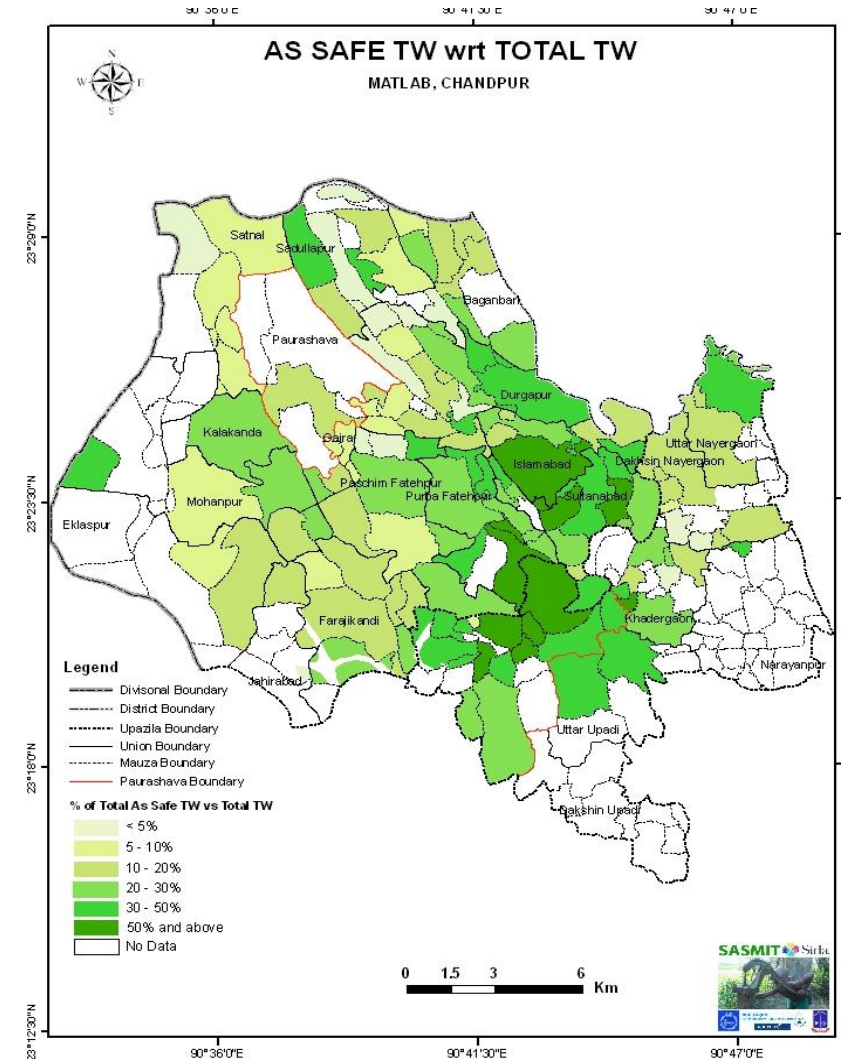 90°36'0"E 90°41'30"E 90°47'0"E
AS SAFE TW wrt TOTAL TW
MATLAB, CHANDPUR
N
W E
S
23°29'0"N
23°23'30"N
23°18'0"N
23°12'30"N
Satnal
Sadullapur
Baganbari
Paurashava
Durgapur
Kalakanda
Gajra
Uttar Nayergaon
Islamabad
Dakhsin Nayergaon
Paschim Fatehpur
Purba Fatehpur
Sultanabad
Mohanpur
Eklaspur
Farajikandi
Khadergaon
Narayanpur
Jahirabad
Uttar Upadi
Dakshin Upadi
Legend
Divisonal Boundary
District Boundary
Upazila Boundary
Union Boundary
Mauza Boundary
Paurashava Boundary
% of Total As Safe TW vs Total TW
< 5%
5 - 10%
10 - 20%
20 - 30%
30 - 50%
50% and above
No Data
0 1.5 3 6
Km
SASMIT Sida
90°36'0"E 90°41'30"E 90°47'0"E